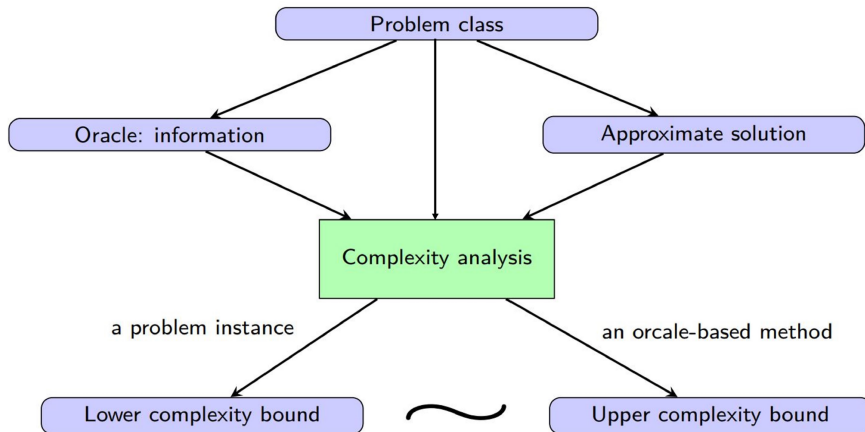 Problem class
Oracle: information
Approximate solution
Complexity analysis
a problem instance
an orcale-based method
Lower complexity bound
Upper complexity bound